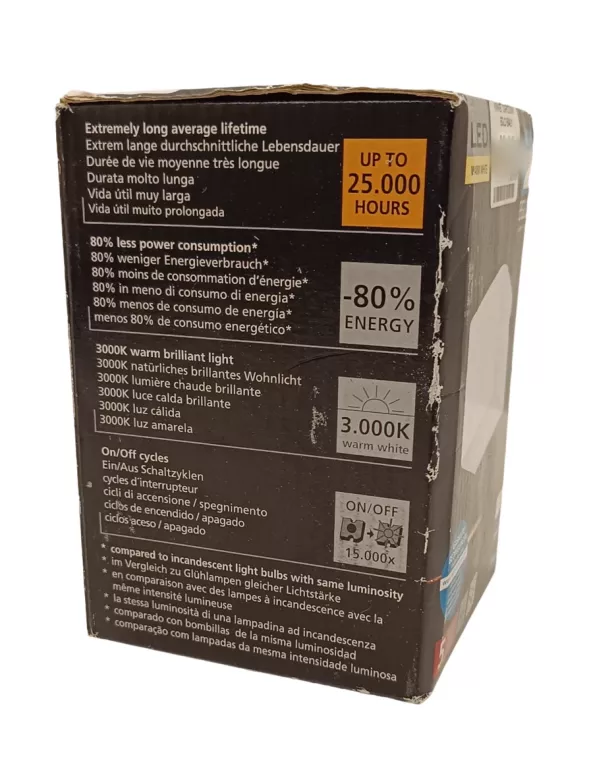 Extremely long average lifetime
Extrem lange durchschnittliche Lebensdauer
Durée de vie moyenne très longue
Durata molto lunga
Vida útil muy larga
Vida útil muito prolongada
UP TO
25.000
HOURS
80% less power consumption*
80% weniger Energieverbrauch*
80% moins de consommation d'énergie*
80% in meno di consumo di energia*
80% menos de consumo de energía*
menos 80% de consumo energético*
-80%
ENERGY
3000K warm brilliant light
3000K natürliches brillantes Wohnlicht
3000K lumière chaude brillante
3000K luce calda brillante
3000K luz cálida
3000K luz amarela
3.000K
warm white
On/Off cycles
Ein/Aus Schaltzyklen
cycles d'interrupteur
cicli di accensione / spegnimento
ciclos de encendido / apagado
ciclos aceso / apagado
ON/OFF
15.000x
* compared to incandescent light bulbs with same luminosity
* im Vergleich zu Glühlampen gleicher Lichtstärke
* en comparaison avec des lampes à incandescence avec la
même intensité lumineuse
* la stessa luminosità di una lampadina ad incandescenza
* comparado con bombillas de la misma luminosidad
* comparação com lampadas da mesma intensidade luminosa
LED